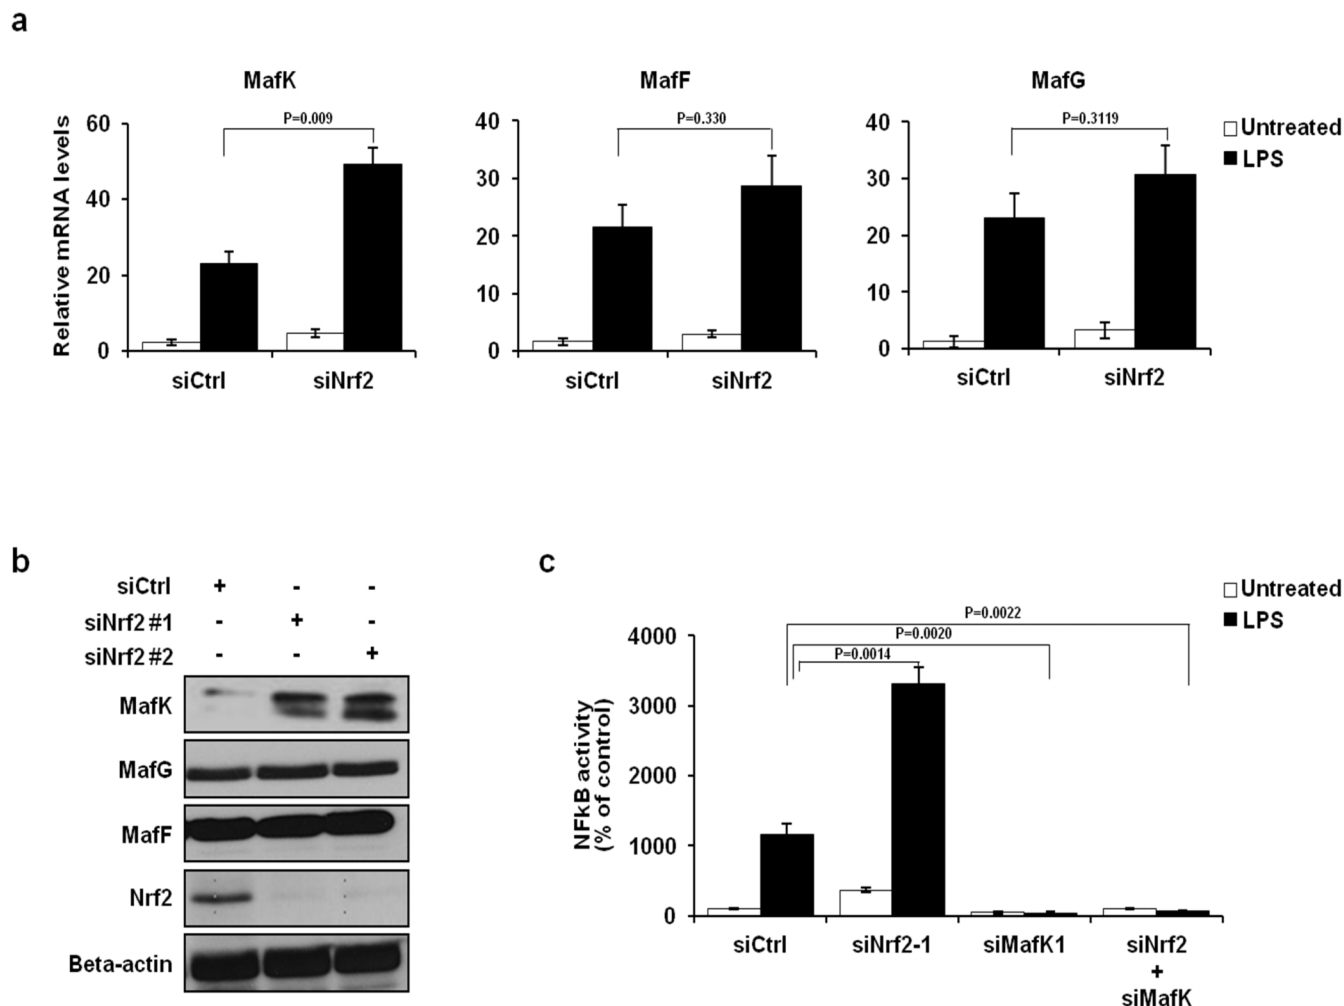 a
MafK
MafF
MafG
Relative mRNA levels
60
40
20
0
P=0.009
siCtrl
siNrf2
40
30
20
10
0
P=0.330
siCtrl
siNrf2
40
30
20
10
0
P=0.3119
siCtrl
siNrf2
Untreated
LPS
b
siCtrl + - -
siNrf2 #1 - + -
siNrf2 #2 - - +
MafK
MafG
MafF
Nrf2
Beta-actin
c
Untreated
LPS
NFkB activity
(% of control)
4000
3000
2000
1000
0
P=0.0022
P=0.0020
P=0.0014
siCtrl
siNrf2-1
siMafK1
siNrf2
+
siMafK